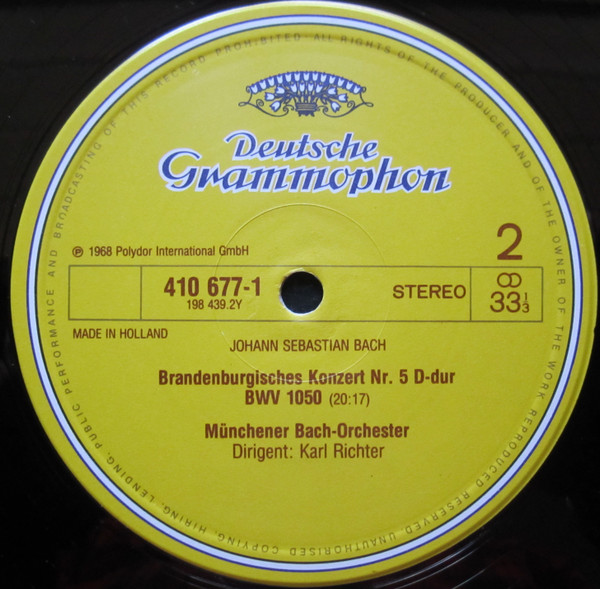 ALL RIGHTS OF THE PRODUCER AND OF THE OWNER OF THE WORK REPRODUCED RESERVED UNAUTHORISED COPYING, HIRING, LENDING, PUBLIC PERFORMANCE AND BROADCASTING OF THIS RECORD PROHIBITED
Deutsche
Grammophon
℗ 1968 Polydor International GmbH
2
410 677-1
198 439.2Y
STEREO
33 1/3
MADE IN HOLLAND
JOHANN SEBASTIAN BACH
Brandenburgisches Konzert Nr. 5 D-dur
BWV 1050 (20:17)
Münchener Bach-Orchester
Dirigent: Karl Richter